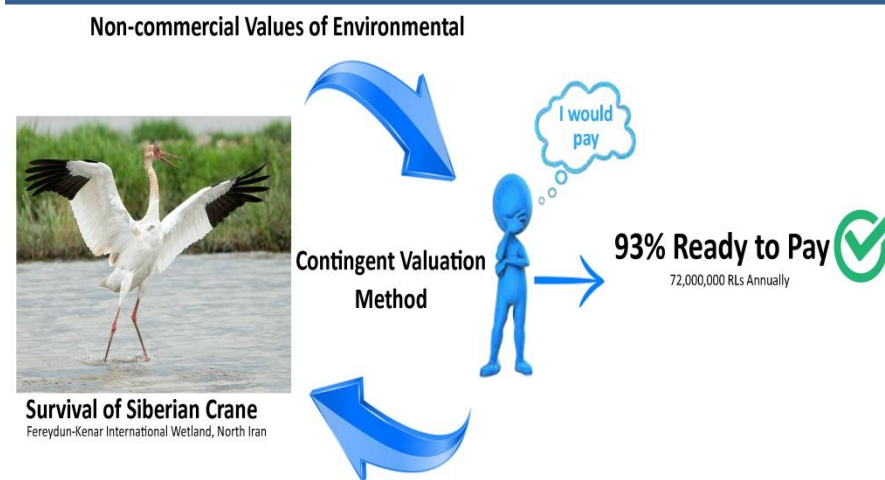 Non-commercial Values of Environmental
I would
pay
93% Ready to Pay
72,000,000 RLs Annually
Contingent Valuation
Method
Survival of Siberian Crane
Fereydun-Kenar International Wetland, North Iran